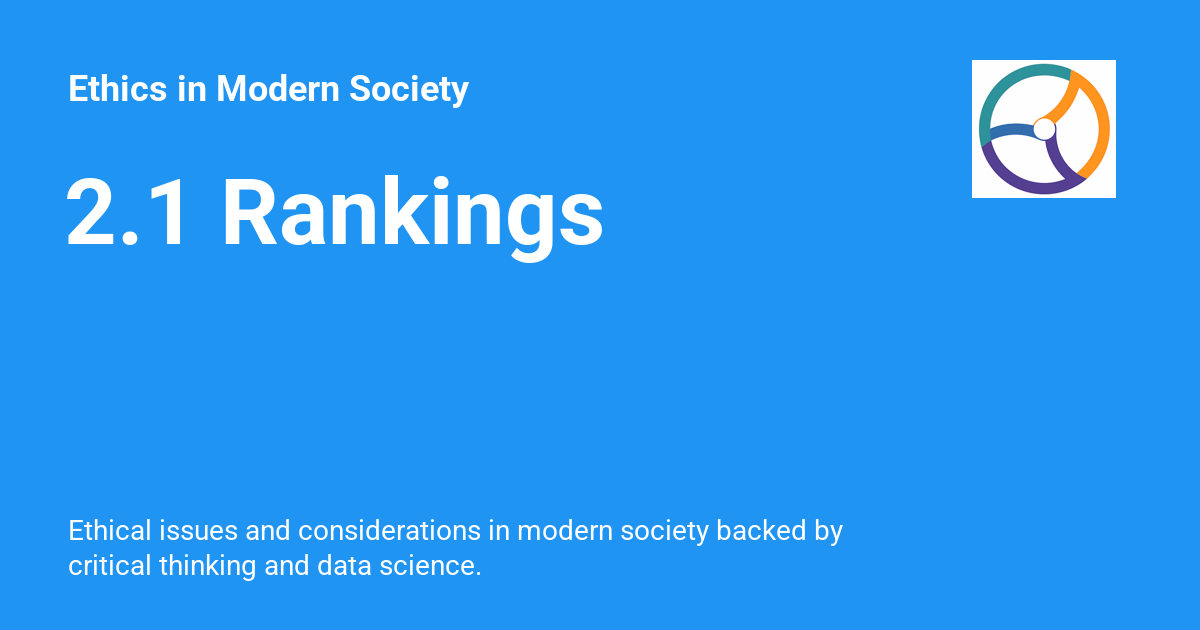 Ethics in Modern Society
2.1 Rankings
Ethical issues and considerations in modern society backed by
critical thinking and data science.